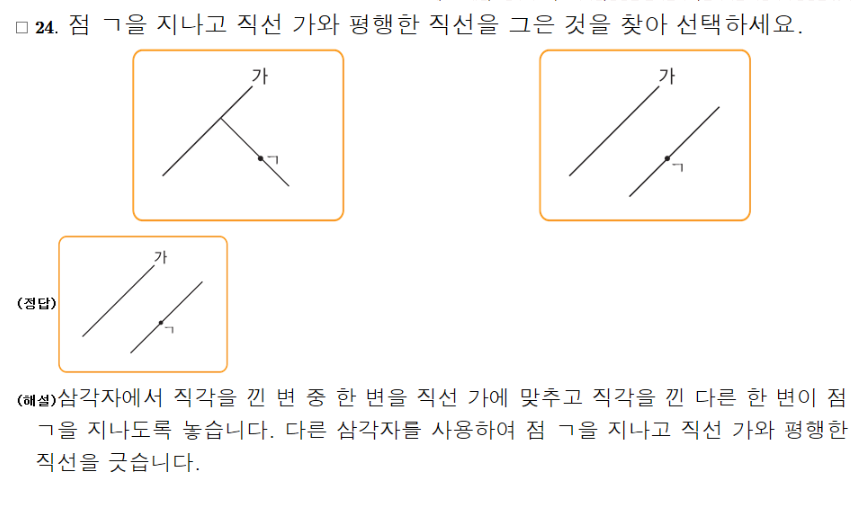 □ 24. 점 ㄱ을 지나고 직선 가와 평행한 직선을 그은 것을 찾아 선택하세요.
가
ㄱ
가
ㄱ
(정답)
가
ㄱ
(해설)삼각자에서 직각을 낀 변 중 한 변을 직선 가에 맞추고 직각을 낀 다른 한 변이 점
ㄱ을 지나도록 놓습니다. 다른 삼각자를 사용하여 점 ㄱ을 지나고 직선 가와 평행한
직선을 긋습니다.